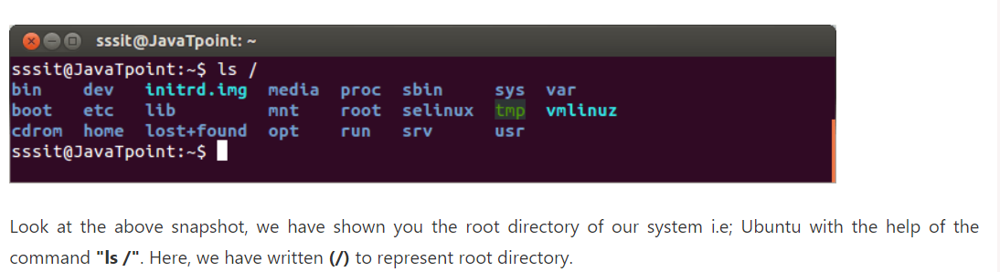 sssit@JavaTpoint: ~
sssit@JavaTpoint:~$ ls /
bin dev initrd.img media proc sbin sys var
boot etc lib mnt root selinux tmp vmlinuz
cdrom home lost+found opt run srv usr
sssit@JavaTpoint:~$
Look at the above snapshot, we have shown you the root directory of our system i.e; Ubuntu with the help of the
command "ls /". Here, we have written (/) to represent root directory.